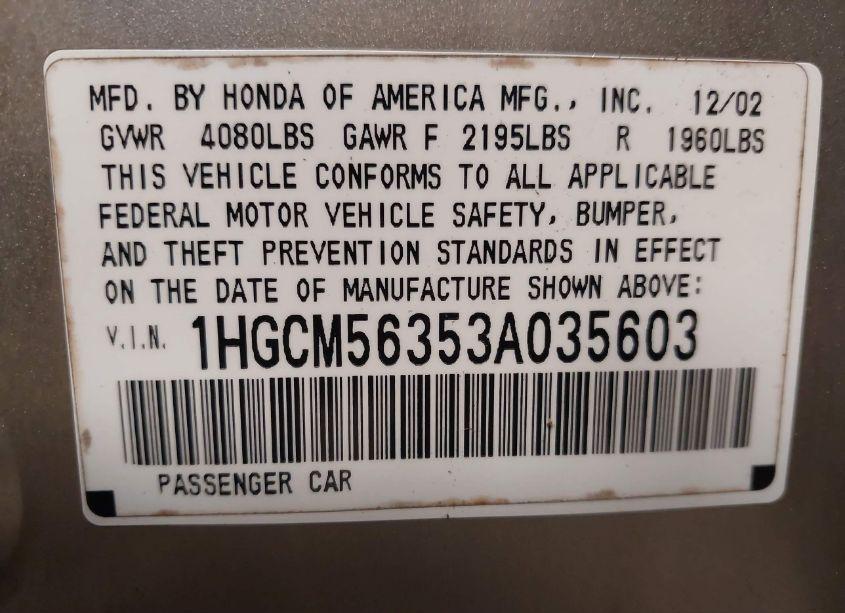 MFD. BY HONDA OF AMERICA MFG., INC. 12/02
GVWR 4080LBS GAWR F 2195LBS R 1960LBS
THIS VEHICLE CONFORMS TO ALL APPLICABLE
FEDERAL MOTOR VEHICLE SAFETY, BUMPER,
AND THEFT PREVENTION STANDARDS IN EFFECT
ON THE DATE OF MANUFACTURE SHOWN ABOVE:
V.I.N. 1HGCM56353A035603
PASSENGER CAR